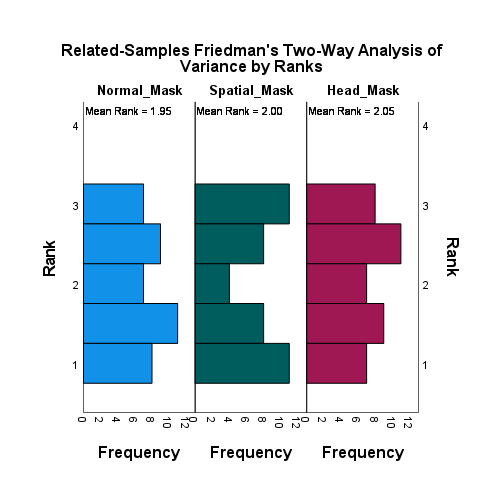 Related-Samples Friedman's Two-Way Analysis of
Variance by Ranks
Normal_Mask Spatial_Mask Head_Mask
Mean Rank = 1.95 Mean Rank = 2.00 Mean Rank = 2.05
4 4
3 3
Rank Rank
2 2
1 1
0 2 4 6 8 10 12 0 2 4 6 8 10 12 0 2 4 6 8 10 12
Frequency Frequency Frequency